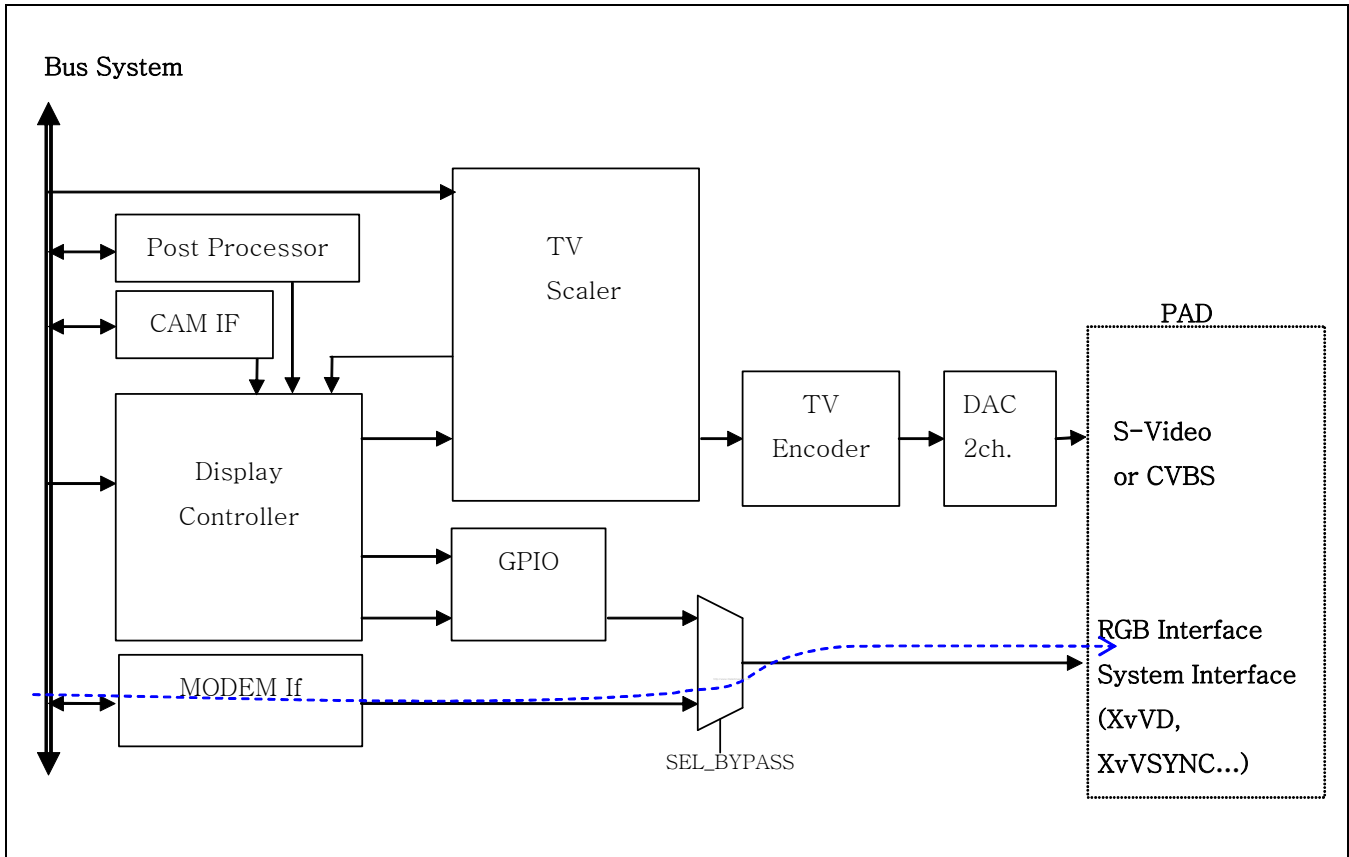 Bus System
Post Processor
CAM IF
TV
Scaler
PAD
Display
Controller
TV
Encoder
DAC
2ch.
S-Video
or CVBS
GPIO
MODEM If
SEL_BYPASS
RGB Interface
System Interface
(XvVD,
XvVSYNC...)